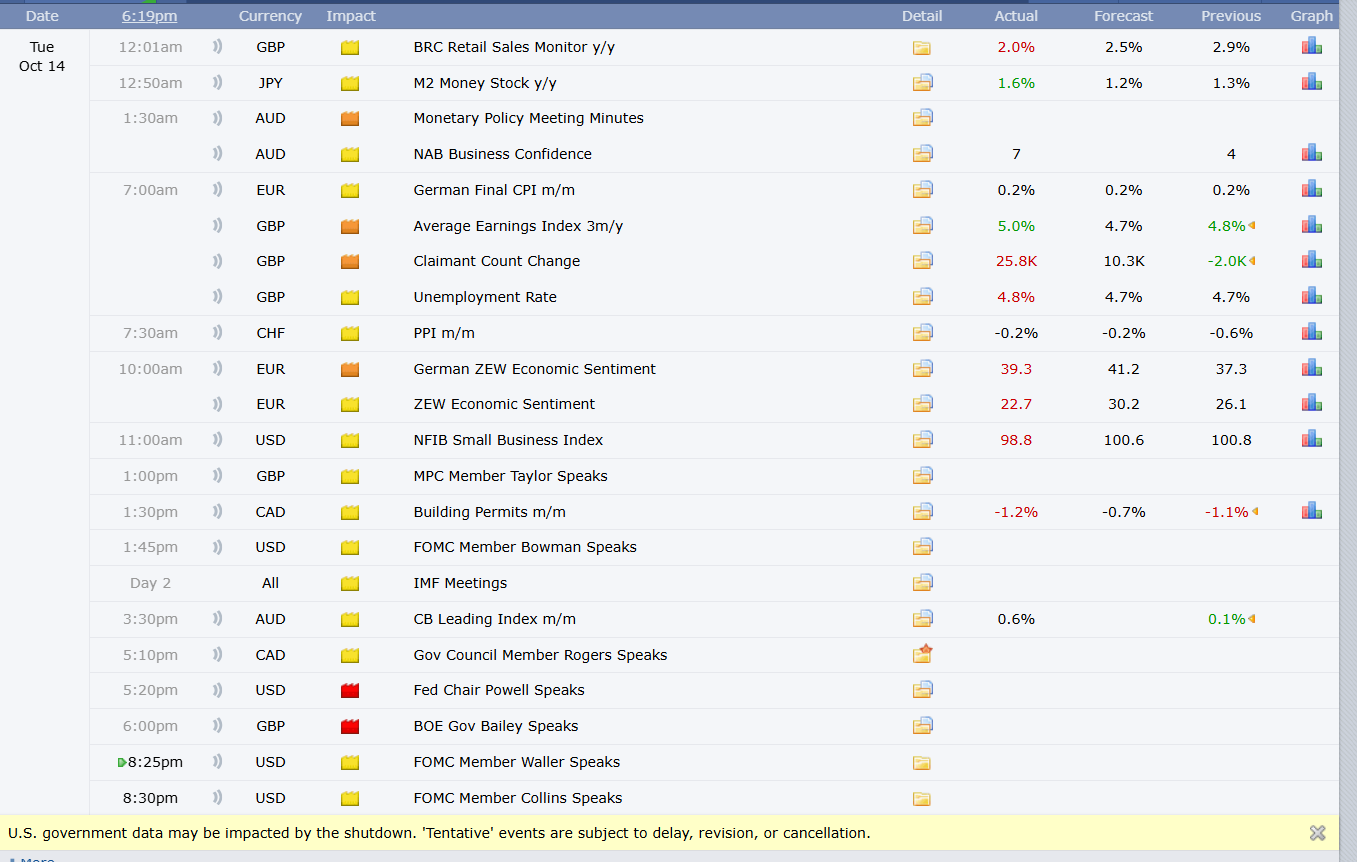 Date 6:19pm Currency Impact Detail Actual Forecast Previous Graph
Tue
Oct 14
12:01am GBP BRC Retail Sales Monitor y/y 2.0% 2.5% 2.9%
12:50am JPY M2 Money Stock y/y 1.6% 1.2% 1.3%
1:30am AUD Monetary Policy Meeting Minutes
AUD NAB Business Confidence 7 4
7:00am EUR German Final CPI m/m 0.2% 0.2% 0.2%
GBP Average Earnings Index 3m/y 5.0% 4.7% 4.8%
GBP Claimant Count Change 25.8K 10.3K -2.0K
GBP Unemployment Rate 4.8% 4.7% 4.7%
7:30am CHF PPI m/m -0.2% -0.2% -0.6%
10:00am EUR German ZEW Economic Sentiment 39.3 41.2 37.3
EUR ZEW Economic Sentiment 22.7 30.2 26.1
11:00am USD NFIB Small Business Index 98.8 100.6 100.8
1:00pm GBP MPC Member Taylor Speaks
1:30pm CAD Building Permits m/m -1.2% -0.7% -1.1%
1:45pm USD FOMC Member Bowman Speaks
Day 2 All IMF Meetings
3:30pm AUD CB Leading Index m/m 0.6% 0.1%
5:10pm CAD Gov Council Member Rogers Speaks
5:20pm USD Fed Chair Powell Speaks
6:00pm GBP BOE Gov Bailey Speaks
8:25pm USD FOMC Member Waller Speaks
8:30pm USD FOMC Member Collins Speaks
U.S. government data may be impacted by the shutdown. 'Tentative' events are subject to delay, revision, or cancellation.
More